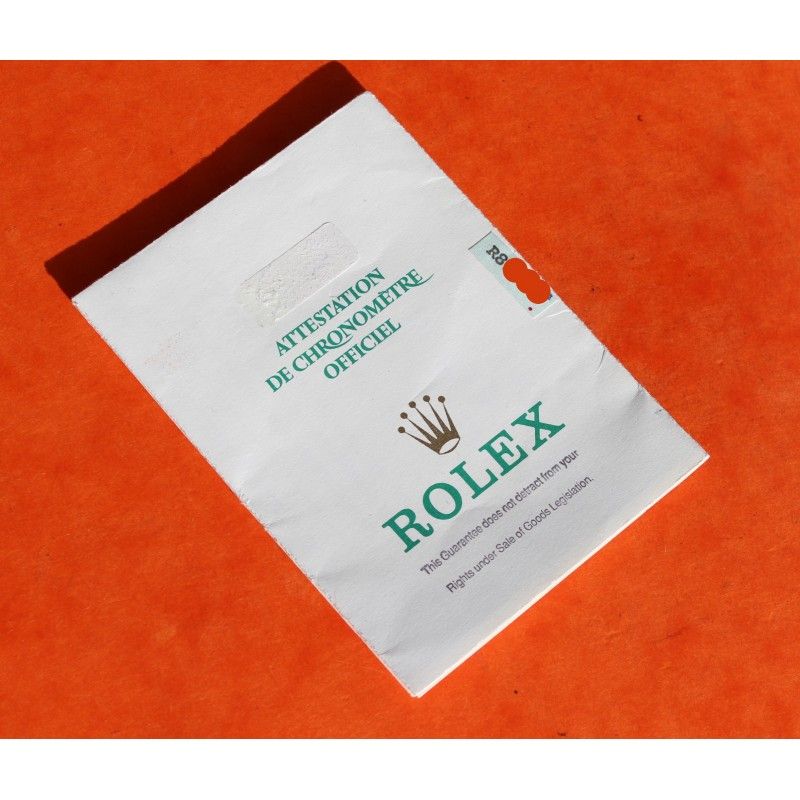 R8
ATTESTATION
DE CHRONOMÈTRE
OFFICIEL
ROLEX
This Guarantee does not detract from your
Rights under Sale of Goods Legislation.